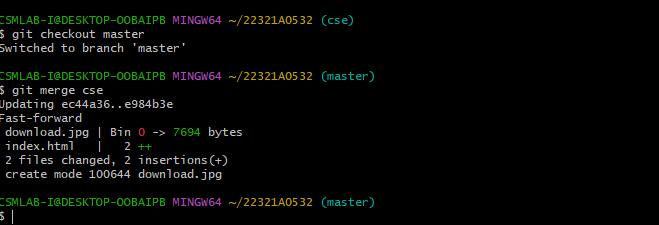 CSMLAB-I@DESKTOP-OOBAIPB MINGW64 ~/22321A0532 (cse)
$ git checkout master
Switched to branch 'master'
CSMLAB-I@DESKTOP-OOBAIPB MINGW64 ~/22321A0532 (master)
$ git merge cse
Updating ec44a36..e984b3e
Fast-forward
download.jpg | Bin 0 -> 7694 bytes
index.html   |   2 ++
2 files changed, 2 insertions(+)
create mode 100644 download.jpg
CSMLAB-I@DESKTOP-OOBAIPB MINGW64 ~/22321A0532 (master)
$